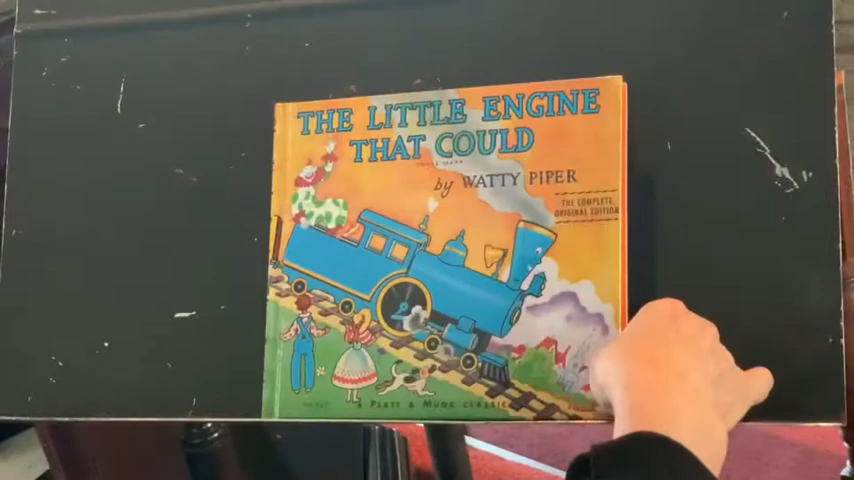 THE LITTLE ENGINE
THAT COULD
by WATTY PIPER
THE COMPLETE,
ORIGINAL EDITION
A PLATT & MUNK CLASSIC